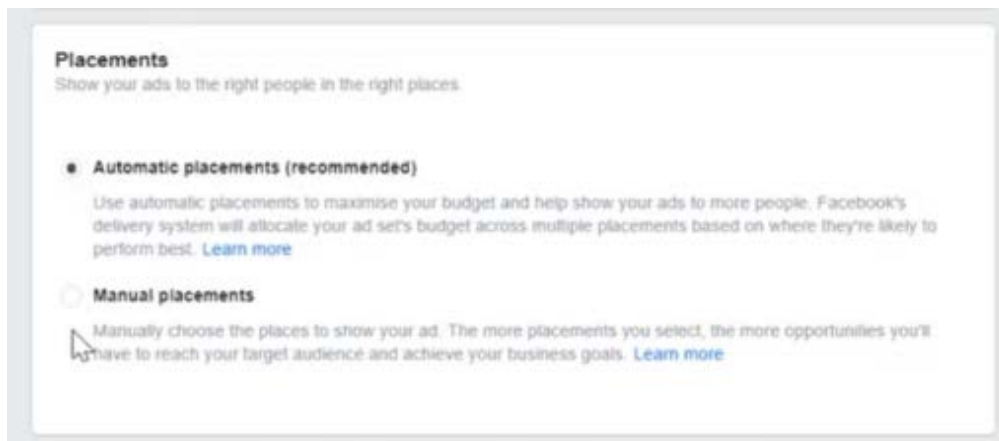 Placements
Show your ads to the right people in the right places.
Automatic placements (recommended)
Use automatic placements to maximise your budget and help show your ads to more people. Facebook's
delivery system will allocate your ad set's budget across multiple placements based on where they're likely to
perform best. Learn more
Manual placements
Manually choose the places to show your ad. The more placements you select, the more opportunities you'll
have to reach your target audience and achieve your business goals. Learn more